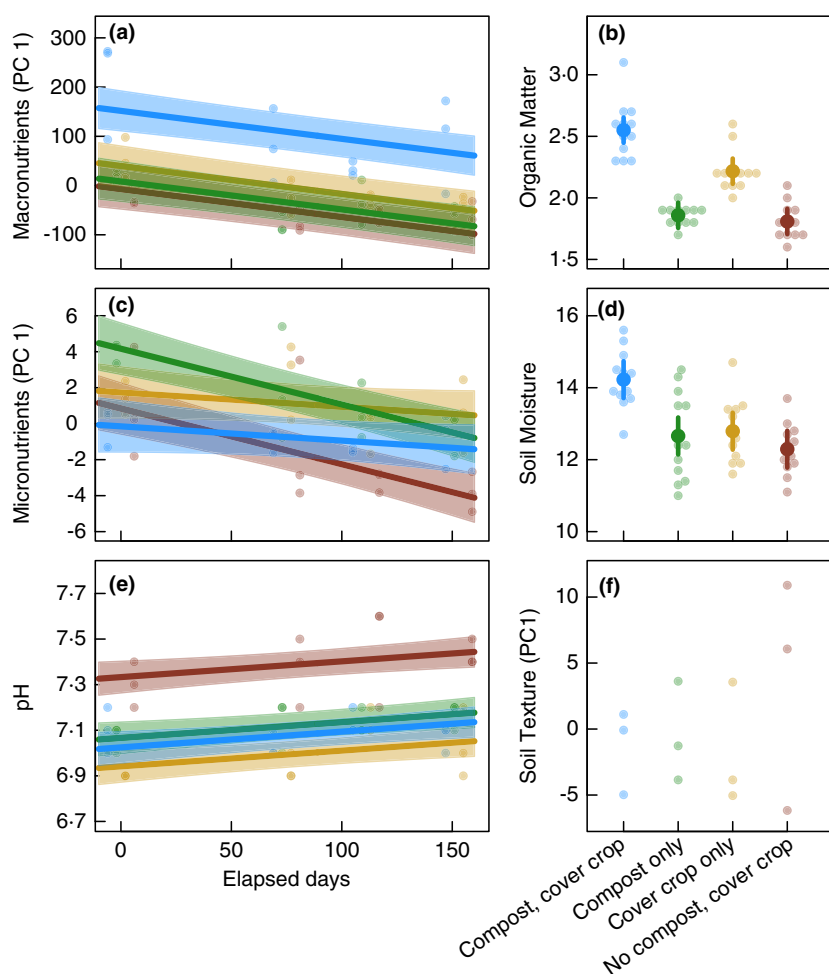 (a)
Macronutrients (PC 1)
300
200
100
0
-100
(b)
Organic Matter
3·0
2·5
2·0
1·5
(c)
Micronutrients (PC 1)
6
4
2
0
-2
-4
-6
(d)
Soil Moisture
16
14
12
10
(e)
pH
7·7
7·5
7·3
7·1
6·9
6·7
0
50
100
150
Elapsed days
(f)
Soil Texture (PC1)
10
5
0
-5
Compost, cover crop
Compost only
Cover crop only
No compost, cover crop